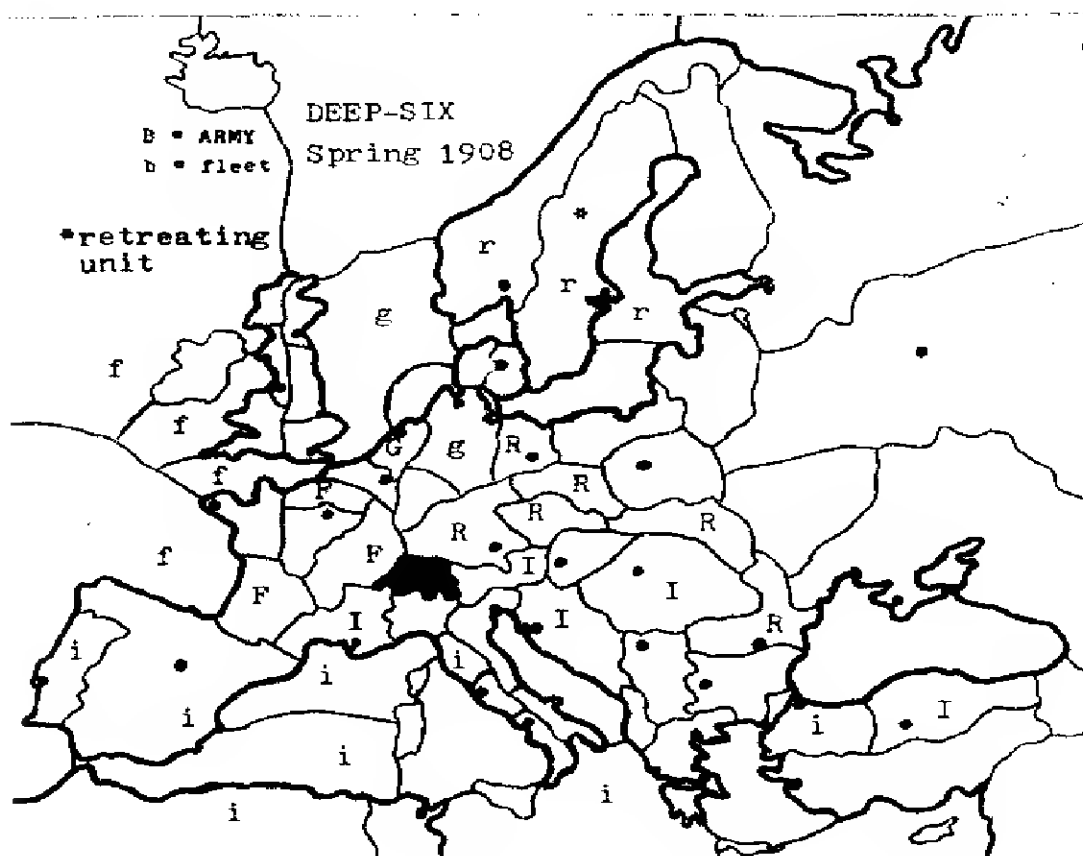 DEEP-SIX
B = ARMY
Spring 1908
b = fleet
*retreating
unit
*
r
r
g
r
f
f
G
g
R
f
F
R
R
R
R
F
I
f
F
I
I
I
R
i
i
i
i
I
i
i
i
i